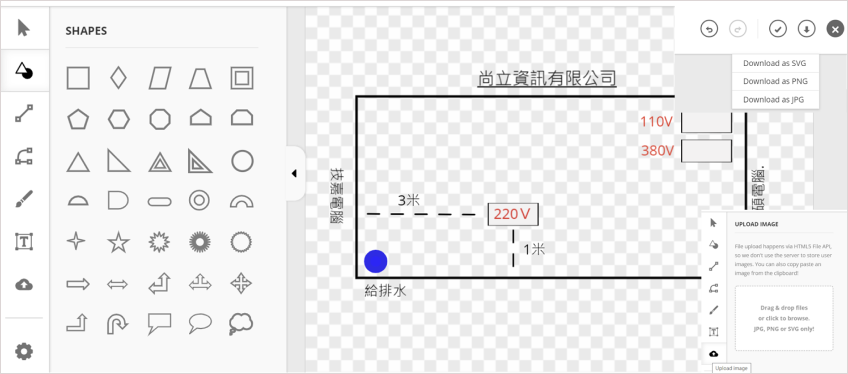 SHAPES
Download as SVG
Download as PNG
Download as JPG
尚立資訊有限公司
110V
380V
技嘉電腦
碩電腦.
3米
220V
1米
給排水
T
UPLOAD IMAGE
File upload happens via HTML5 File API,
so we don't use the server to store user
images. You can also copy paste an
image from the clipboard!
Drag & drop files
or click to browse.
JPG, PNG or SVG only!
T
Upload image